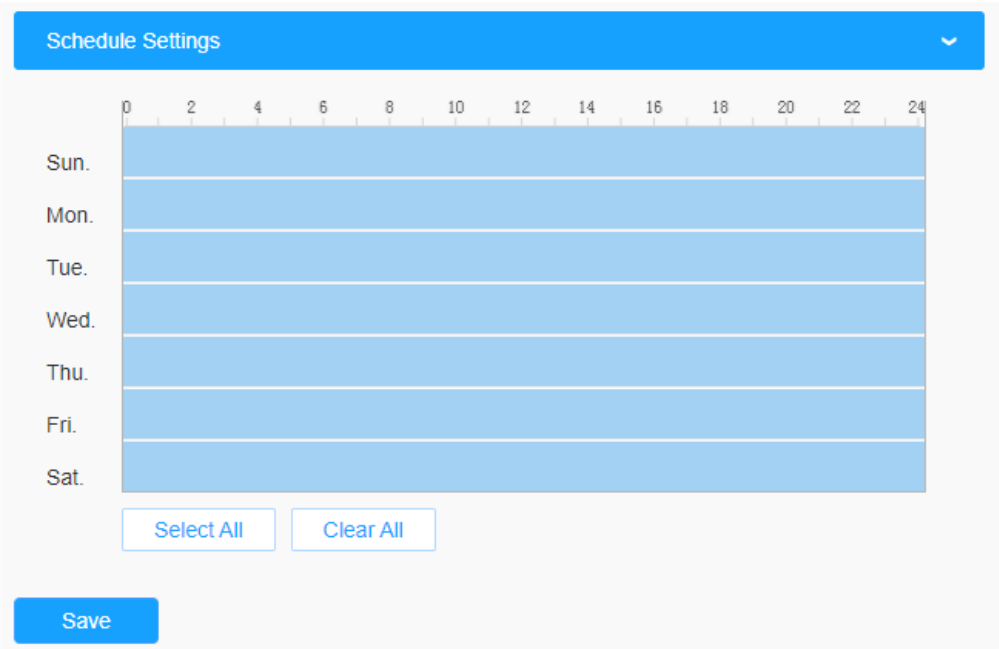 Schedule Settings
0 2 4 6 8 10 12 14 16 18 20 22 24
Sun.
Mon.
Tue.
Wed.
Thu.
Fri.
Sat.
Select All Clear All
Save